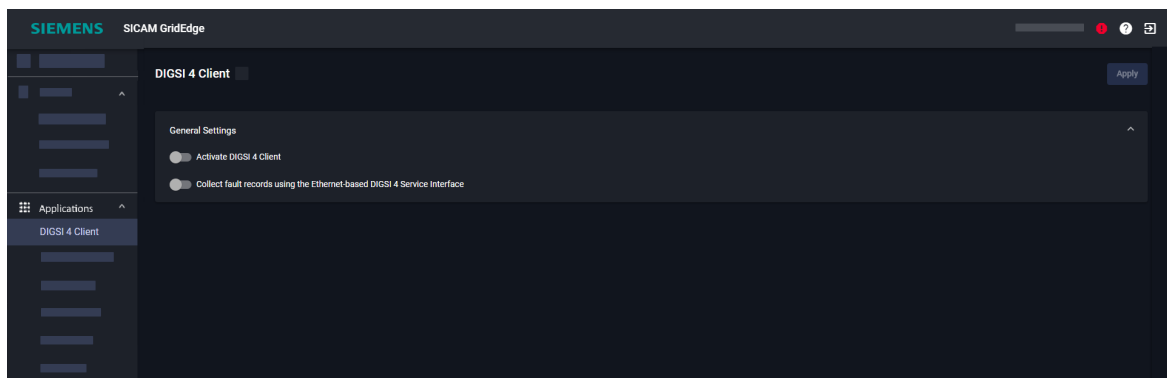 SIEMENS SICAM GridEdge
DIGSI 4 Client
Apply
General Settings
Activate DIGSI 4 Client
Collect fault records using the Ethernet-based DIGSI 4 Service Interface
Applications
DIGSI 4 Client